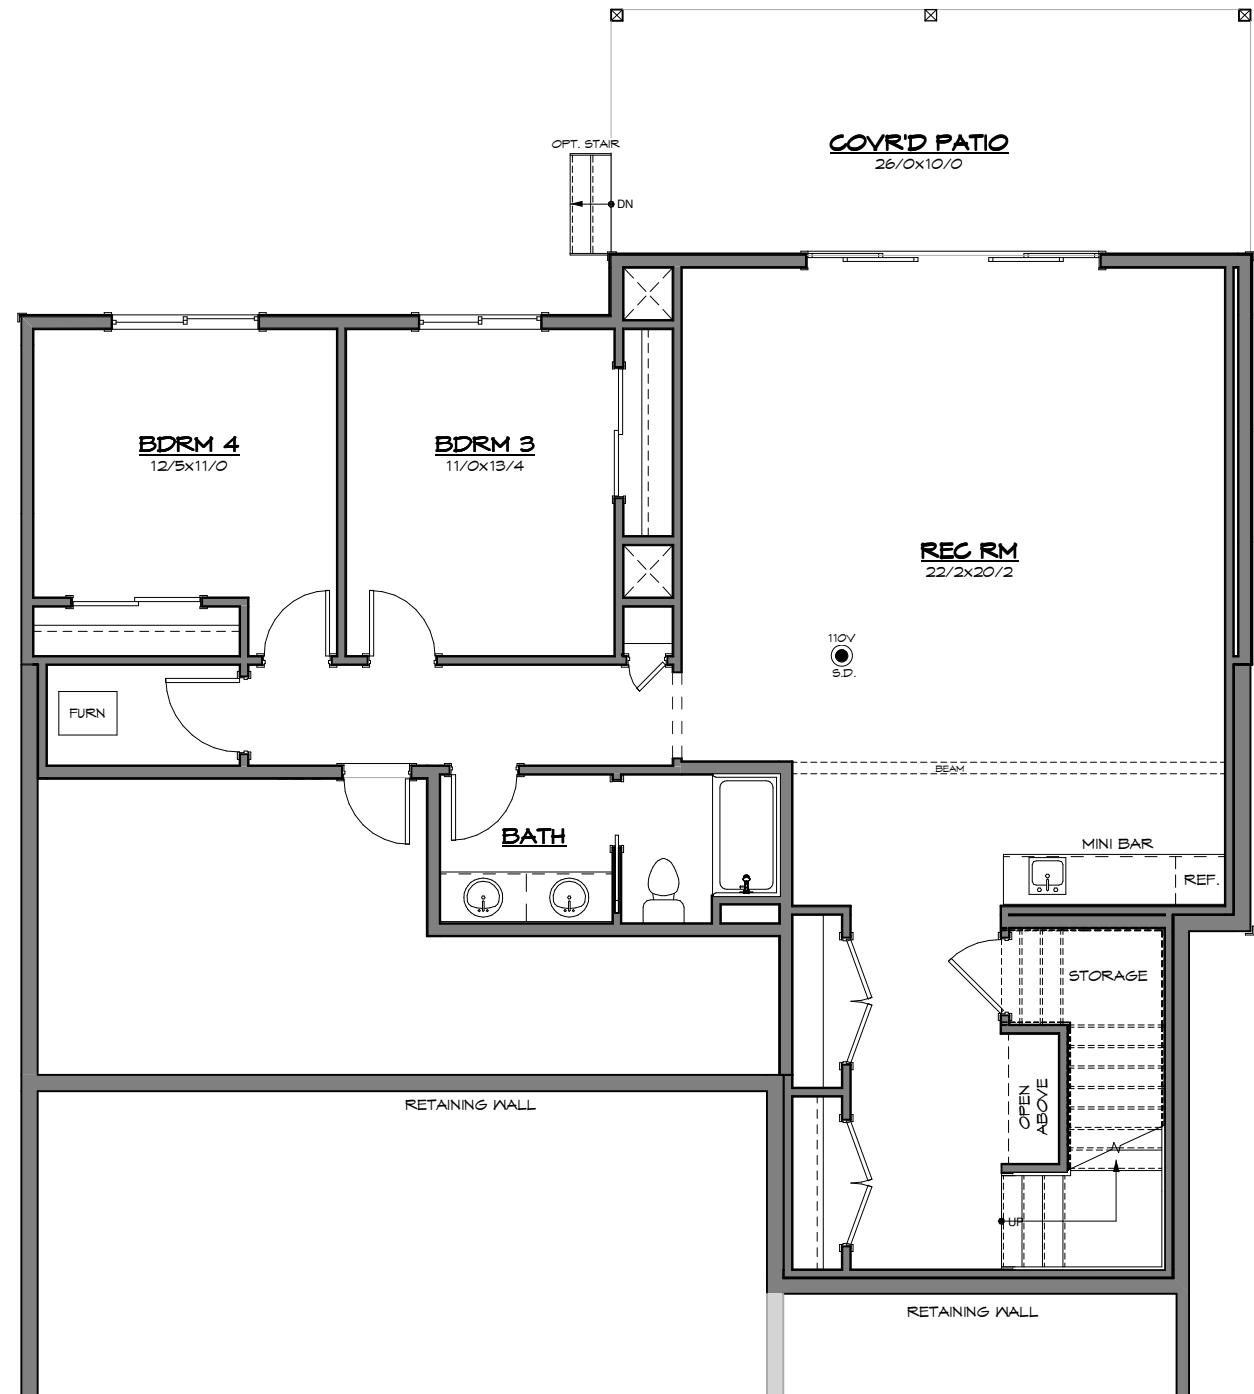 COVR'D PATIO
26/0x10/0
OPT. STAIR
DN
BDRM 4
12/5x11/0
BDRM 3
11/0x13/4
REC RM
22/2x20/2
110V
S.D.
FURN
BEAM
BATH
MINI BAR
REF.
STORAGE
OPEN
ABOVE
RETAINING WALL
UP
RETAINING WALL